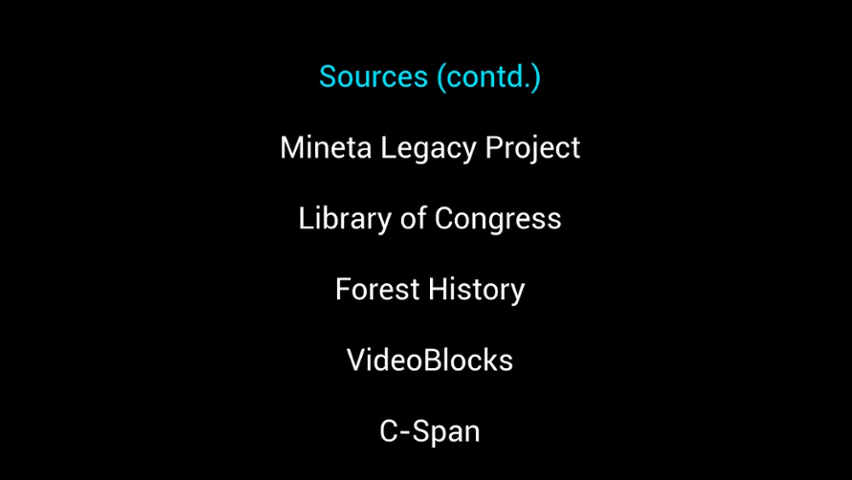 Sources (contd.)
Mineta Legacy Project
Library of Congress
Forest History
VideoBlocks
C-Span